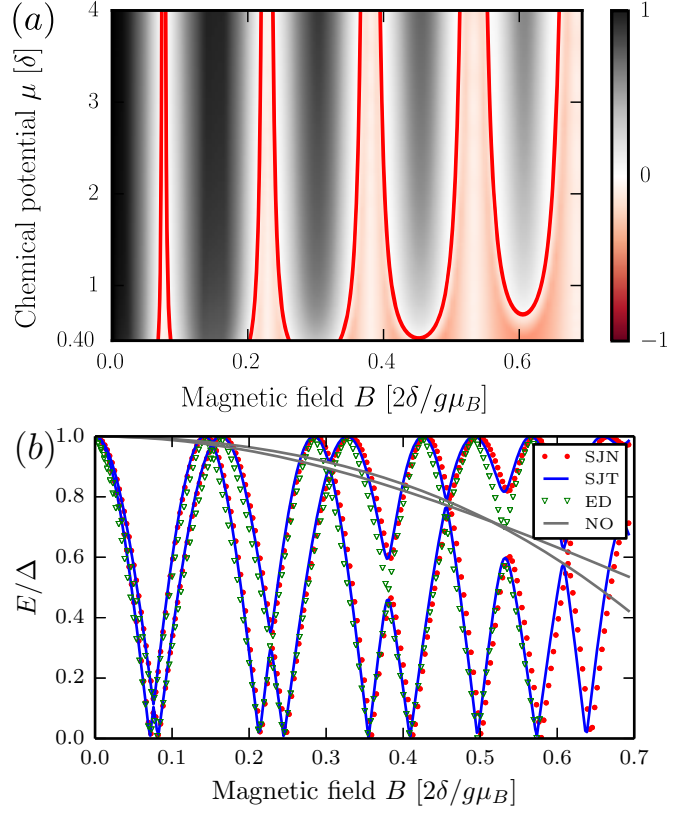 (a)
Chemical potential μ [δ]
4
3
2
1
0.40
0.0 0.2 0.4 0.6
Magnetic field B [2δ/gμ_B]
1
0
−1
(b)
E/Δ
1.0
0.8
0.6
0.4
0.2
0.0
SJN
SJT
ED
NO
0.0 0.1 0.2 0.3 0.4 0.5 0.6 0.7
Magnetic field B [2δ/gμ_B]